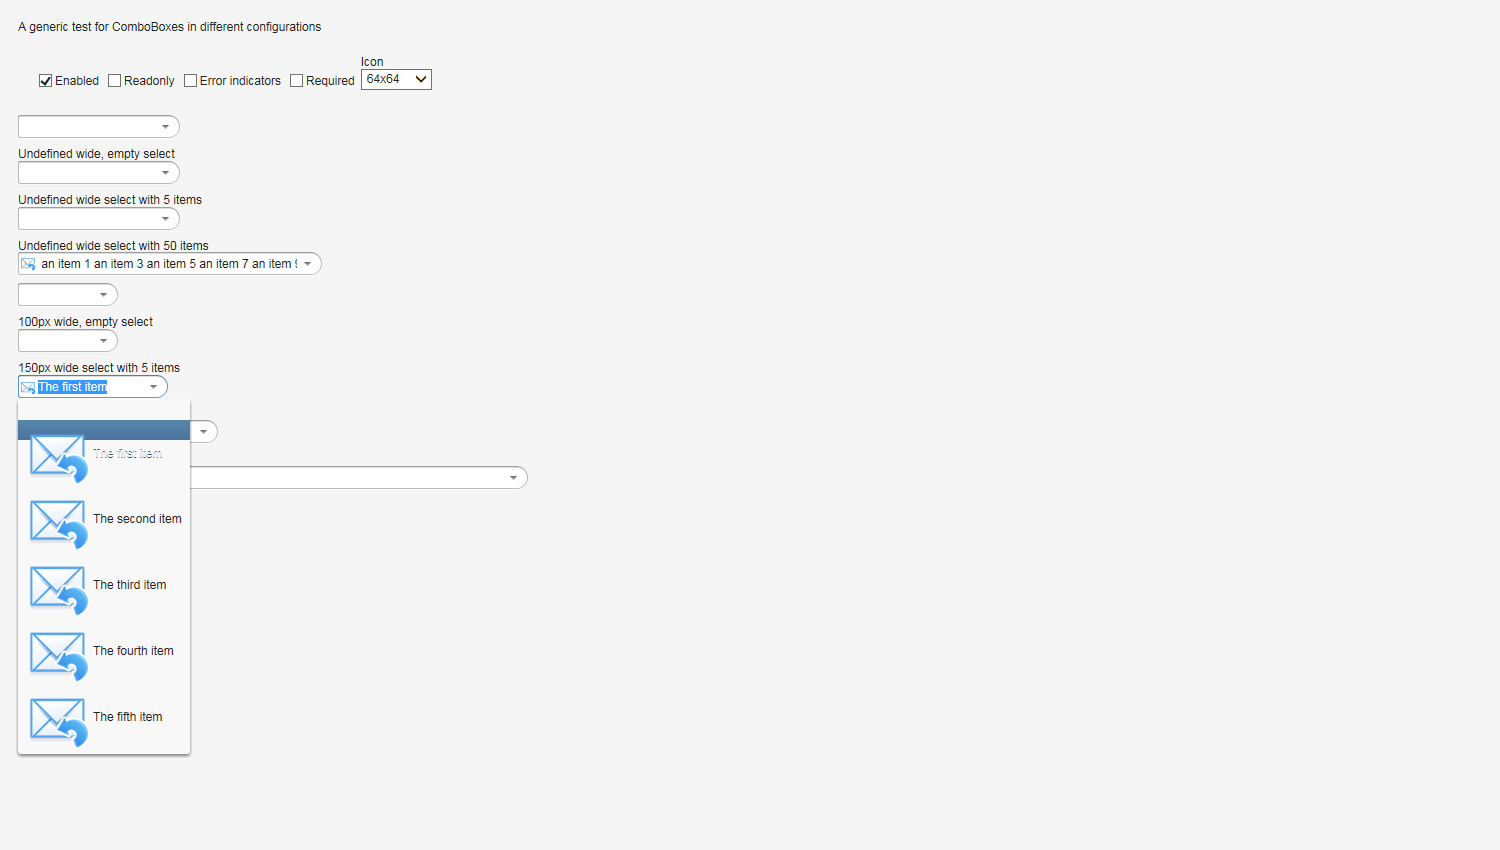 A generic test for ComboBoxes in different configurations
Icon
Enabled Readonly Error indicators Required 64x64
Undefined wide, empty select
Undefined wide select with 5 items
Undefined wide select with 50 items
an item 1 an item 3 an item 5 an item 7 an item
100px wide, empty select
150px wide select with 5 items
The first item
The first item
The second item
The third item
The fourth item
The fifth item